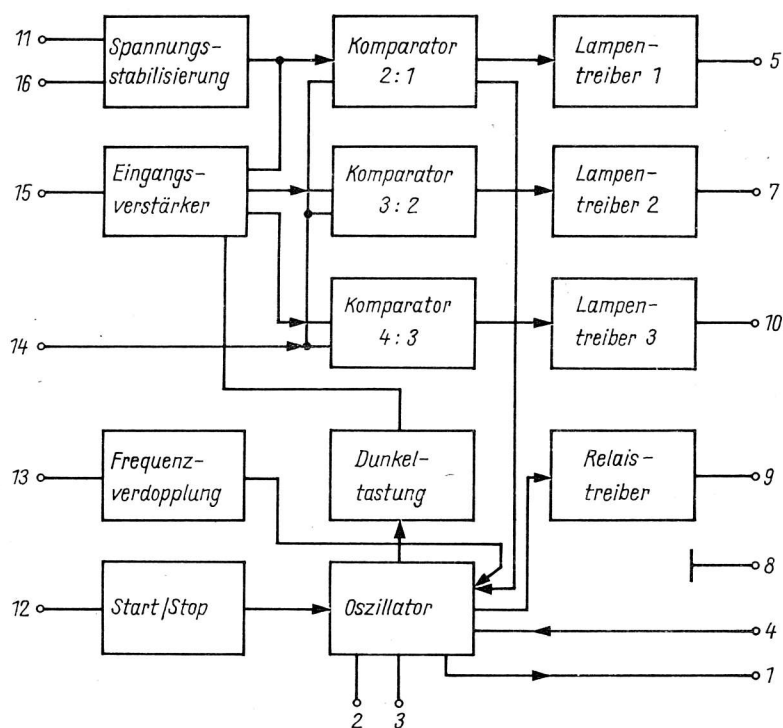 11
16
Spannungs-
stabilisierung
Komparator
2:1
Lampen-
treiber 1
5
15
Eingangs-
verstärker
Komparator
3:2
Lampen-
treiber 2
7
14
Komparator
4:3
Lampen-
treiber 3
10
13
Frequenz-
verdopplung
Dunkel-
tastung
Relais-
treiber
9
8
12
Start/Stop
Oszillator
4
1
2
3